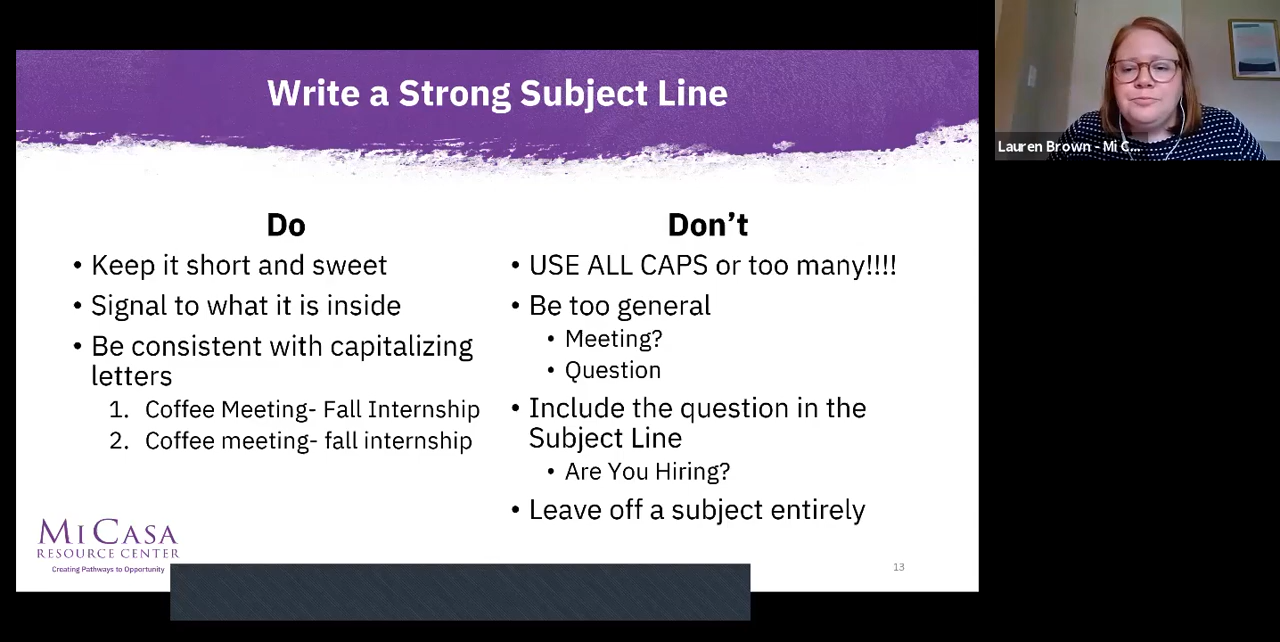 Write a Strong Subject Line
Do
• Keep it short and sweet
• Signal to what it is inside
• Be consistent with capitalizing
letters
1. Coffee Meeting- Fall Internship
2. Coffee meeting- fall internship
Don’t
• USE ALL CAPS or too many!!!!
• Be too general
• Meeting?
• Question
• Include the question in the
Subject Line
• Are You Hiring?
• Leave off a subject entirely
MI CASA
RESOURCE CENTER
Creating Pathways to Opportunity
13
Lauren Brown - Mi C...